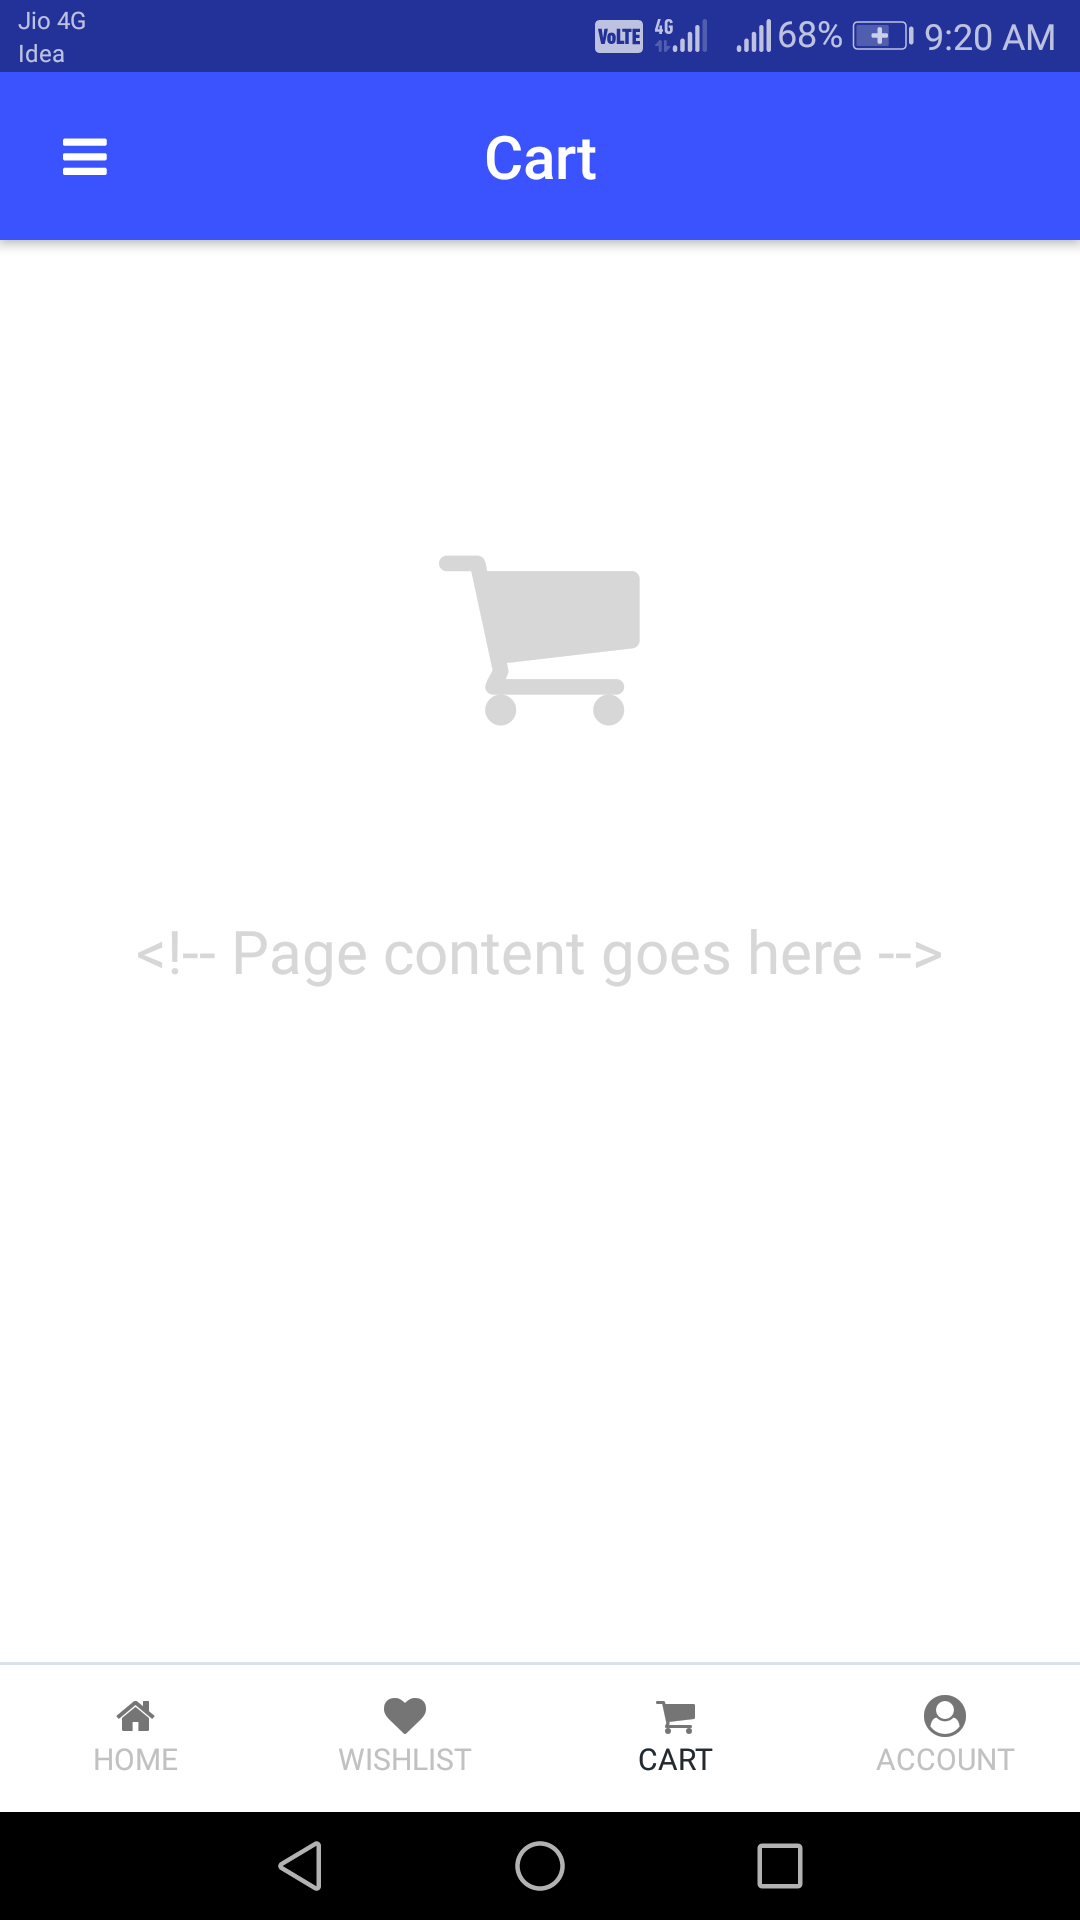 Jio 4G
Idea
VoLTE 4G 68% 9:20 AM
Cart
<!-- Page content goes here -->
HOME WISHLIST CART ACCOUNT